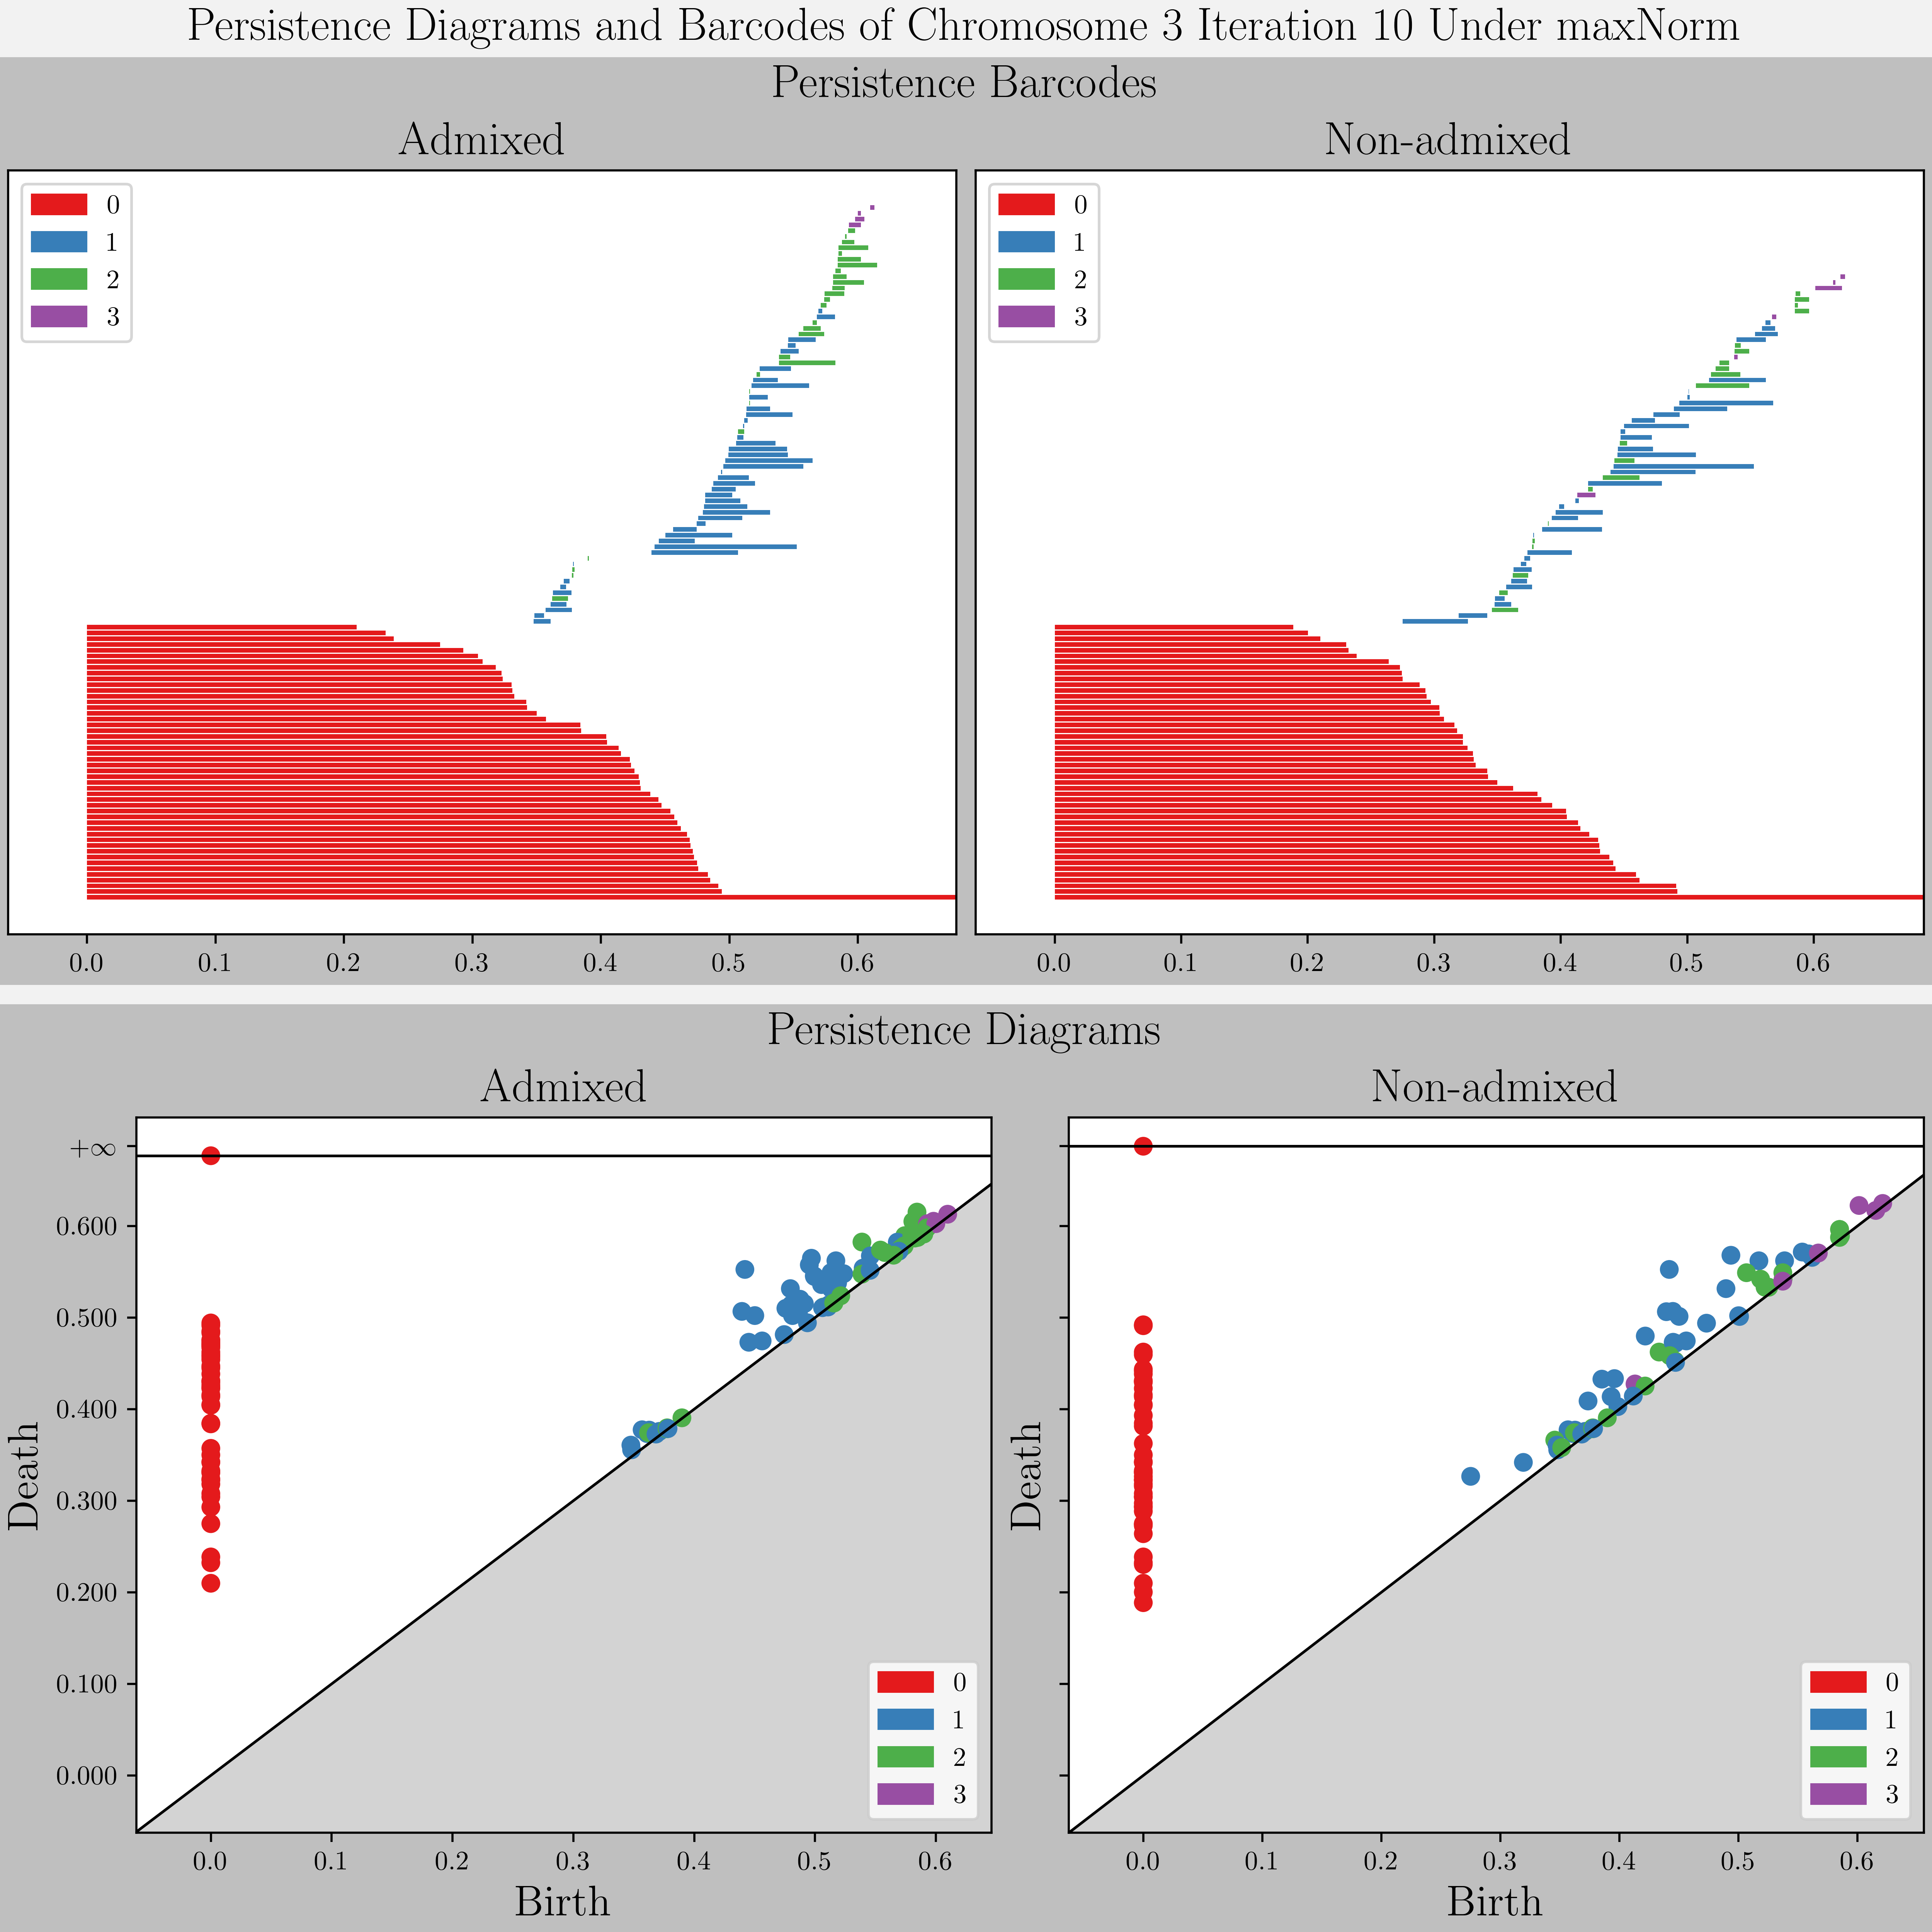 Persistence Diagrams and Barcodes of Chromosome 3 Iteration 10 Under maxNorm
Persistence Barcodes
Admixed
Non-admixed
0
1
2
3
0
1
2
3
0.0 0.1 0.2 0.3 0.4 0.5 0.6
0.0 0.1 0.2 0.3 0.4 0.5 0.6
Persistence Diagrams
Admixed
Non-admixed
+∞
0.600
0.500
0.400
0.300
0.200
0.100
0.000
Death
0
1
2
3
0.0 0.1 0.2 0.3 0.4 0.5 0.6
Birth
Death
0
1
2
3
0.0 0.1 0.2 0.3 0.4 0.5 0.6
Birth